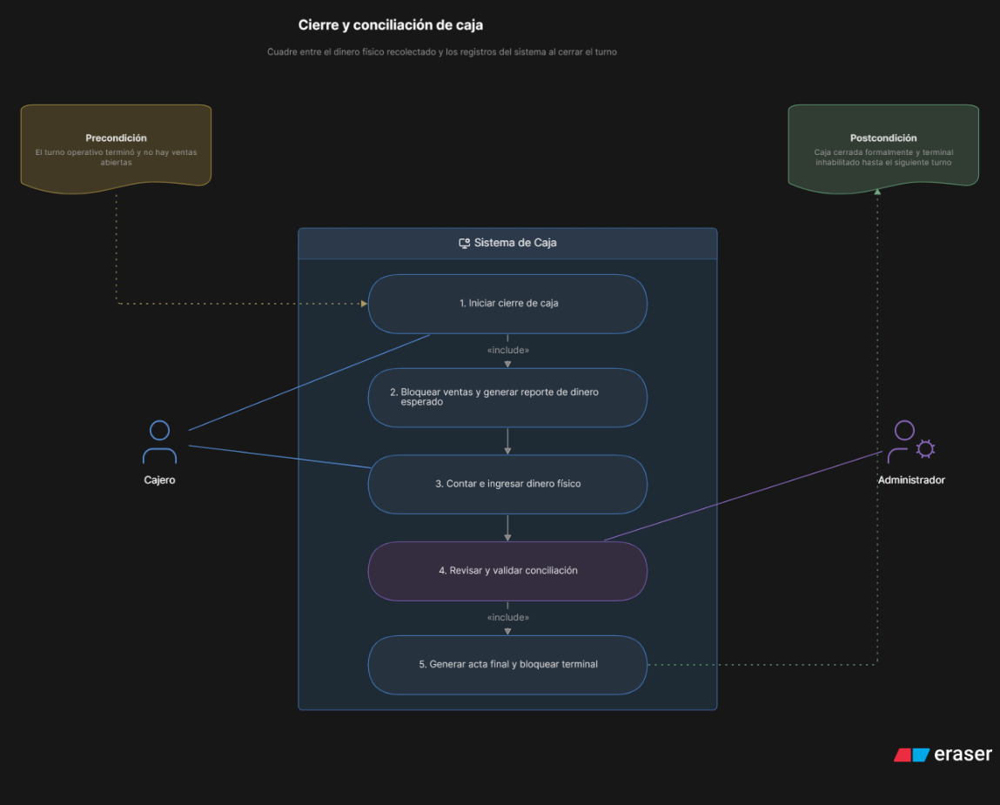 Cierre y conciliación de caja
Cuadre entre el dinero físico recolectado y los registros del sistema al cerrar el turno
Precondición
El turno operativo terminó y no hay ventas
abiertas
Postcondición
Caja cerrada formalmente y terminal
inhabilitado hasta el siguiente turno
Sistema de Caja
1. Iniciar cierre de caja
«include»
2. Bloquear ventas y generar reporte de dinero
esperado
3. Contar e ingresar dinero físico
Cajero
Administrador
4. Revisar y validar conciliación
«include»
5. Generar acta final y bloquear terminal
eraser